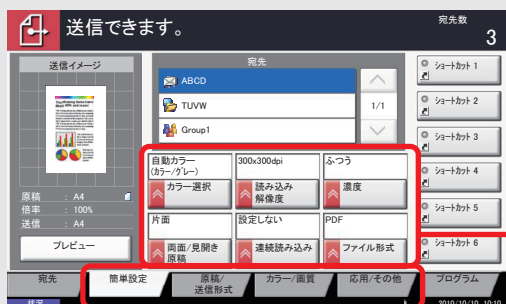 送信できます。
宛先数
3
送信イメージ
原稿 : A4
倍率 : 100%
送信 : A4
プレビュー
宛先
ABCD
TUVW
Group1
1/1
自動カラー
(カラー/グレー)
カラー選択
300x300dpi
読み込み
解像度
ふつう
濃度
片面
両面/見開き
原稿
設定しない
連続読み込み
PDF
ファイル形式
ショートカット 1
ショートカット 2
ショートカット 3
ショートカット 4
ショートカット 5
ショートカット 6
宛先
簡単設定
原稿/
送信形式
カラー/画質
応用/その他
プログラム
状況
2010/10/10 10:10